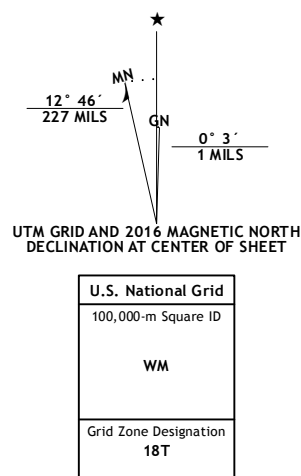 ★
MN
GN
12° 46´
227 MILS
0° 3´
1 MILS
UTM GRID AND 2016 MAGNETIC NORTH
DECLINATION AT CENTER OF SHEET
U.S. National Grid
100,000-m Square ID
WM
Grid Zone Designation
18T